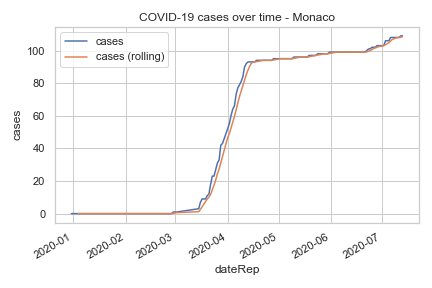 COVID-19 cases over time - Monaco
cases
cases (rolling)
100
80
60
40
20
0
cases
2020-01
2020-02
2020-03
2020-04
2020-05
2020-06
2020-07
dateRep